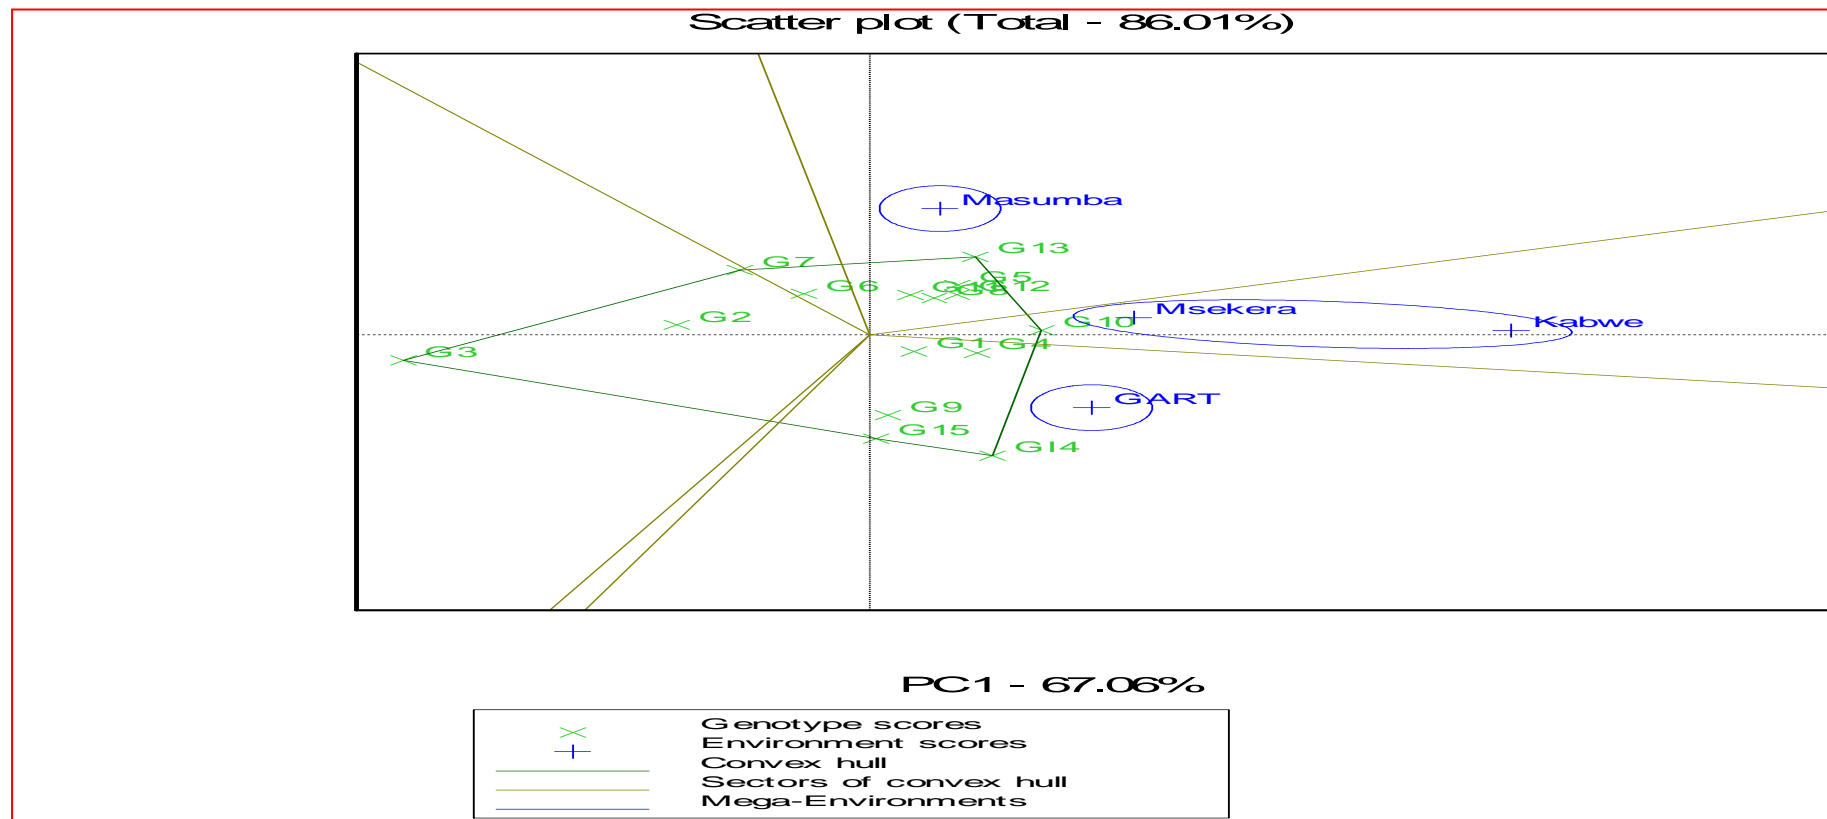 Scatter plot (Total - 86.01%)
Masumba
G13
G7
G5
G6
G12
G8
Msekera
G2
G10
Kabwe
G3
G1
G4
GART
G9
G15
GI4
PC1 - 67.06%
Genotype scores
Environment scores
Convex hull
Sectors of convex hull
Mega-Environments